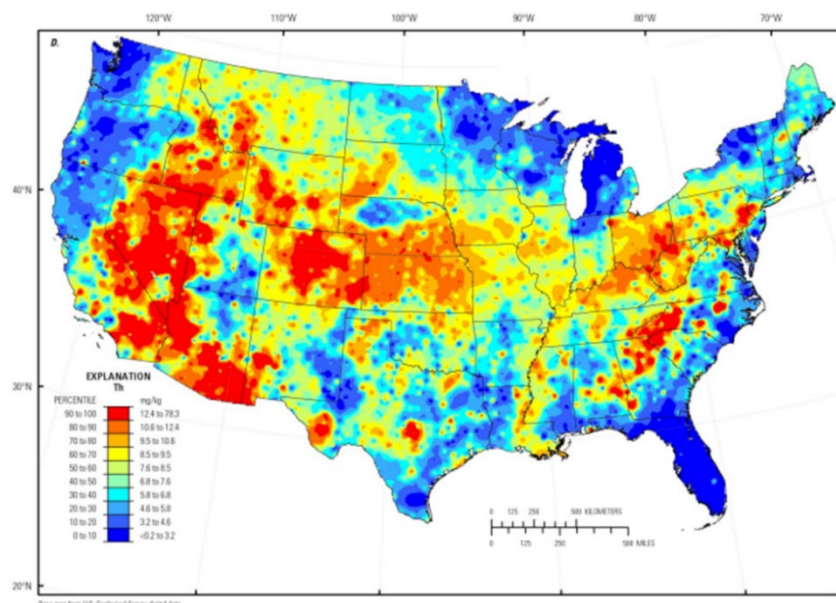 120°W 110°W 100°W 90°W 80°W 70°W
D.
40°N
30°N
20°N
EXPLANATION
Th
PERCENTILE mg/kg
90 to 100 12.4 to 78.3
80 to 90 10.6 to 12.4
70 to 80 9.5 to 10.6
60 to 70 8.5 to 9.5
50 to 60 7.6 to 8.5
40 to 50 6.8 to 7.6
30 to 40 5.8 to 6.8
20 to 30 4.6 to 5.8
10 to 20 3.2 to 4.6
0 to 10 <0.2 to 3.2
0 125 250 500 KILOMETERS
0 125 250 500 MILES